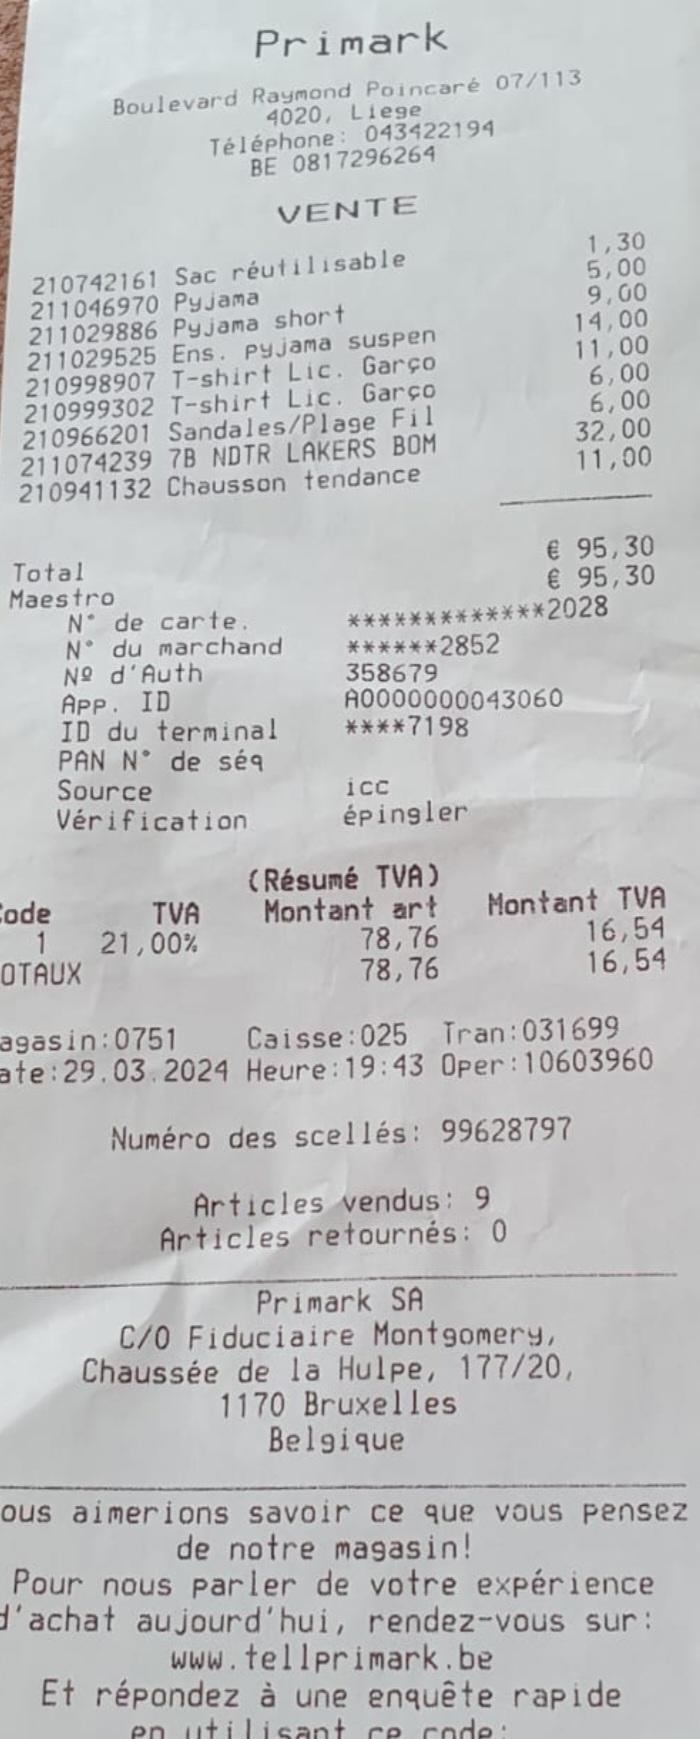 Primark
Boulevard Raymond Poincaré 07/113
4020, Liege
Téléphone: 043422194
BE 0817296264
VENTE
210742161 Sac réutilisable 1,30
211046970 Pyjama 5,00
211029886 Pyjama short 9,00
211029525 Ens. pyjama suspen 14,00
210998907 T-shirt Lic. Garço 11,00
210999302 T-shirt Lic. Garço 6,00
210966201 Sandales/Plage Fil 6,00
211074239 7B NDTR LAKERS BOM 32,00
210941132 Chausson tendance 11,00
Total € 95,30
Maestro € 95,30
N° de carte. *************2028
N° du marchand ******2852
Nº d'Auth 358679
App. ID A0000000043060
ID du terminal ****7198
PAN N° de séq
Source icc
Vérification épingler
(Résumé TVA)
Code TVA Montant art Montant TVA
1 21,00% 78,76 16,54
OTAUX 78,76 16,54
agasin:0751 Caisse:025 Tran:031699
ate:29.03.2024 Heure:19:43 Oper:10603960
Numéro des scellés: 99628797
Articles vendus: 9
Articles retournés: 0
Primark SA
C/O Fiduciaire Montgomery,
Chaussée de la Hulpe, 177/20,
1170 Bruxelles
Belgique
ous aimerions savoir ce que vous pensez
de notre magasin!
Pour nous parler de votre expérience
d'achat aujourd'hui, rendez-vous sur:
www.tellprimark.be
Et répondez à une enquête rapide
en utilisant ce code: